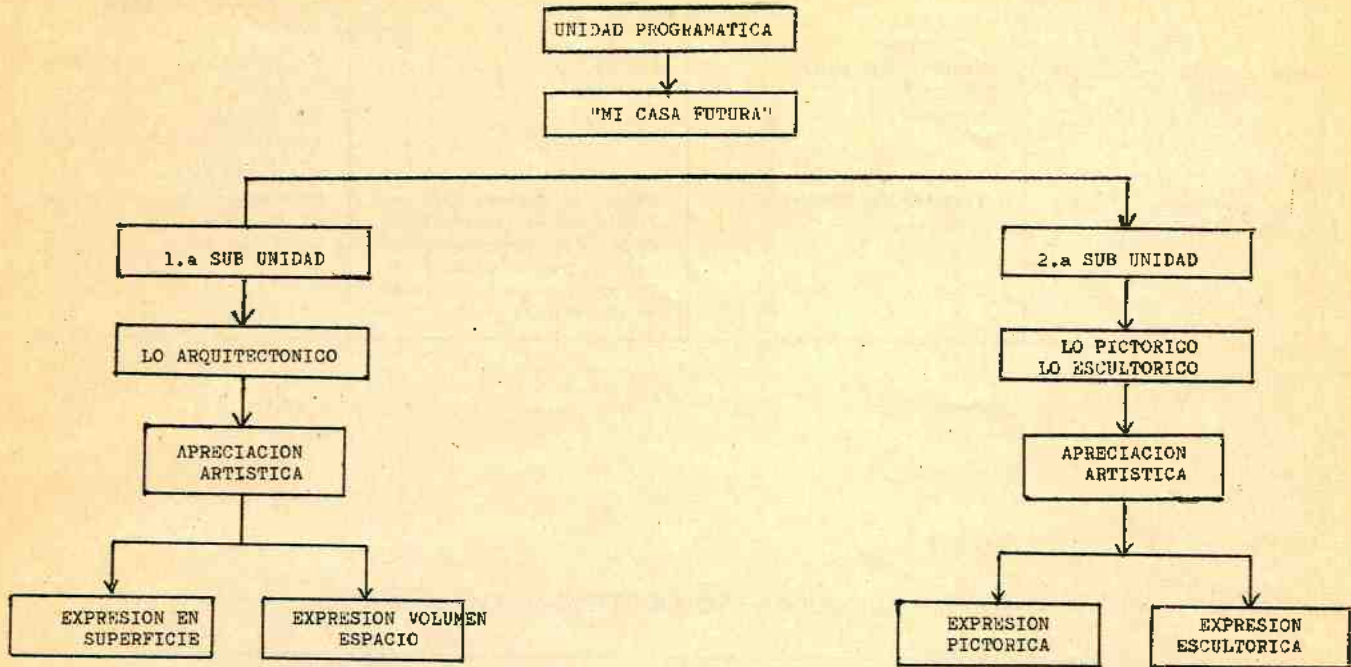 UNIDAD PROGRAMATICA
"MI CASA FUTURA"
1.a SUB UNIDAD
2.a SUB UNIDAD
LO ARQUITECTONICO
LO PICTORICO
LO ESCULTORICO
APRECIACION
ARTISTICA
APRECIACION
ARTISTICA
EXPRESION EN
SUPERFICIE
EXPRESION VOLUMEN
ESPACIO
EXPRESION
PICTORICA
EXPRESION
ESCULTORICA